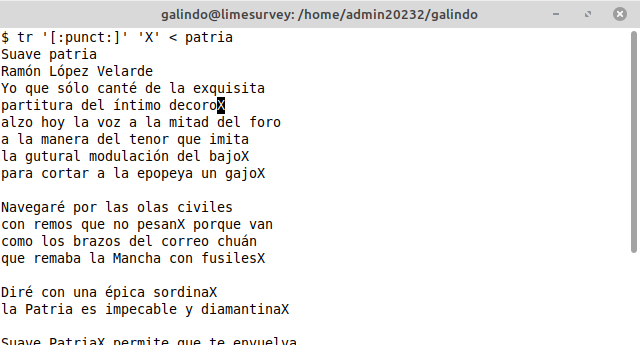 galindo@limesurvey: /home/admin20232/galindo
$ tr '[:punct:]' 'X' < patria
Suave patria
Ramón López Velarde
Yo que sólo canté de la exquisita
partitura del íntimo decoroX
alzo hoy la voz a la mitad del foro
a la manera del tenor que imita
la gutural modulación del bajoX
para cortar a la epopeya un gajoX
Navegaré por las olas civiles
con remos que no pesanX porque van
como los brazos del correo chuán
que remaba la Mancha con fusilesX
Diré con una épica sordinaX
la Patria es impecable y diamantinaX
Suave PatriaX permite que te envuelva